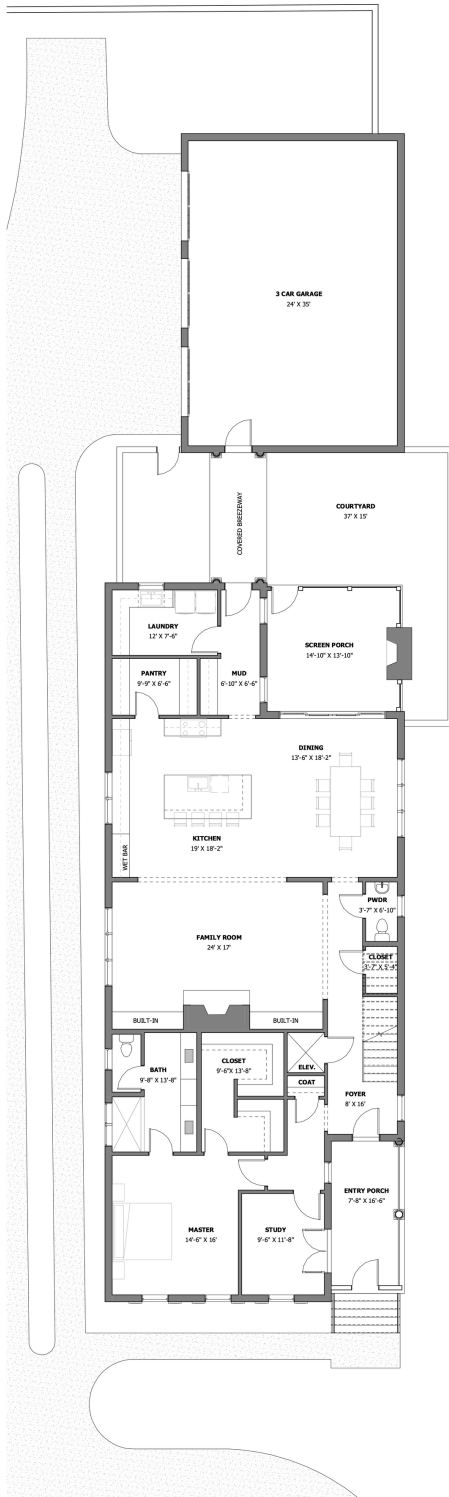 3 CAR GARAGE
24' X 35'
COVERED BREEZEWAY
COURTYARD
37' X 15'
LAUNDRY
12' X 7'-6"
SCREEN PORCH
14'-10" X 13'-10"
PANTRY
9'-9" X 6'-6"
MUD
6'-10" X 6'-6"
DINING
13'-6" X 18'-2"
KITCHEN
19' X 18'-2"
WET BAR
PWDR
3'-7" X 6'-10"
FAMILY ROOM
24' X 17'
CLOSET
3'-7" X 5'-4"
BUILT-IN
BUILT-IN
BATH
9'-8" X 13'-8"
CLOSET
9'-6"X 13'-8"
ELEV.
COAT
FOYER
8' X 16'
ENTRY PORCH
7'-8" X 16'-6"
MASTER
14'-6" X 16'
STUDY
9'-6" X 11'-8"